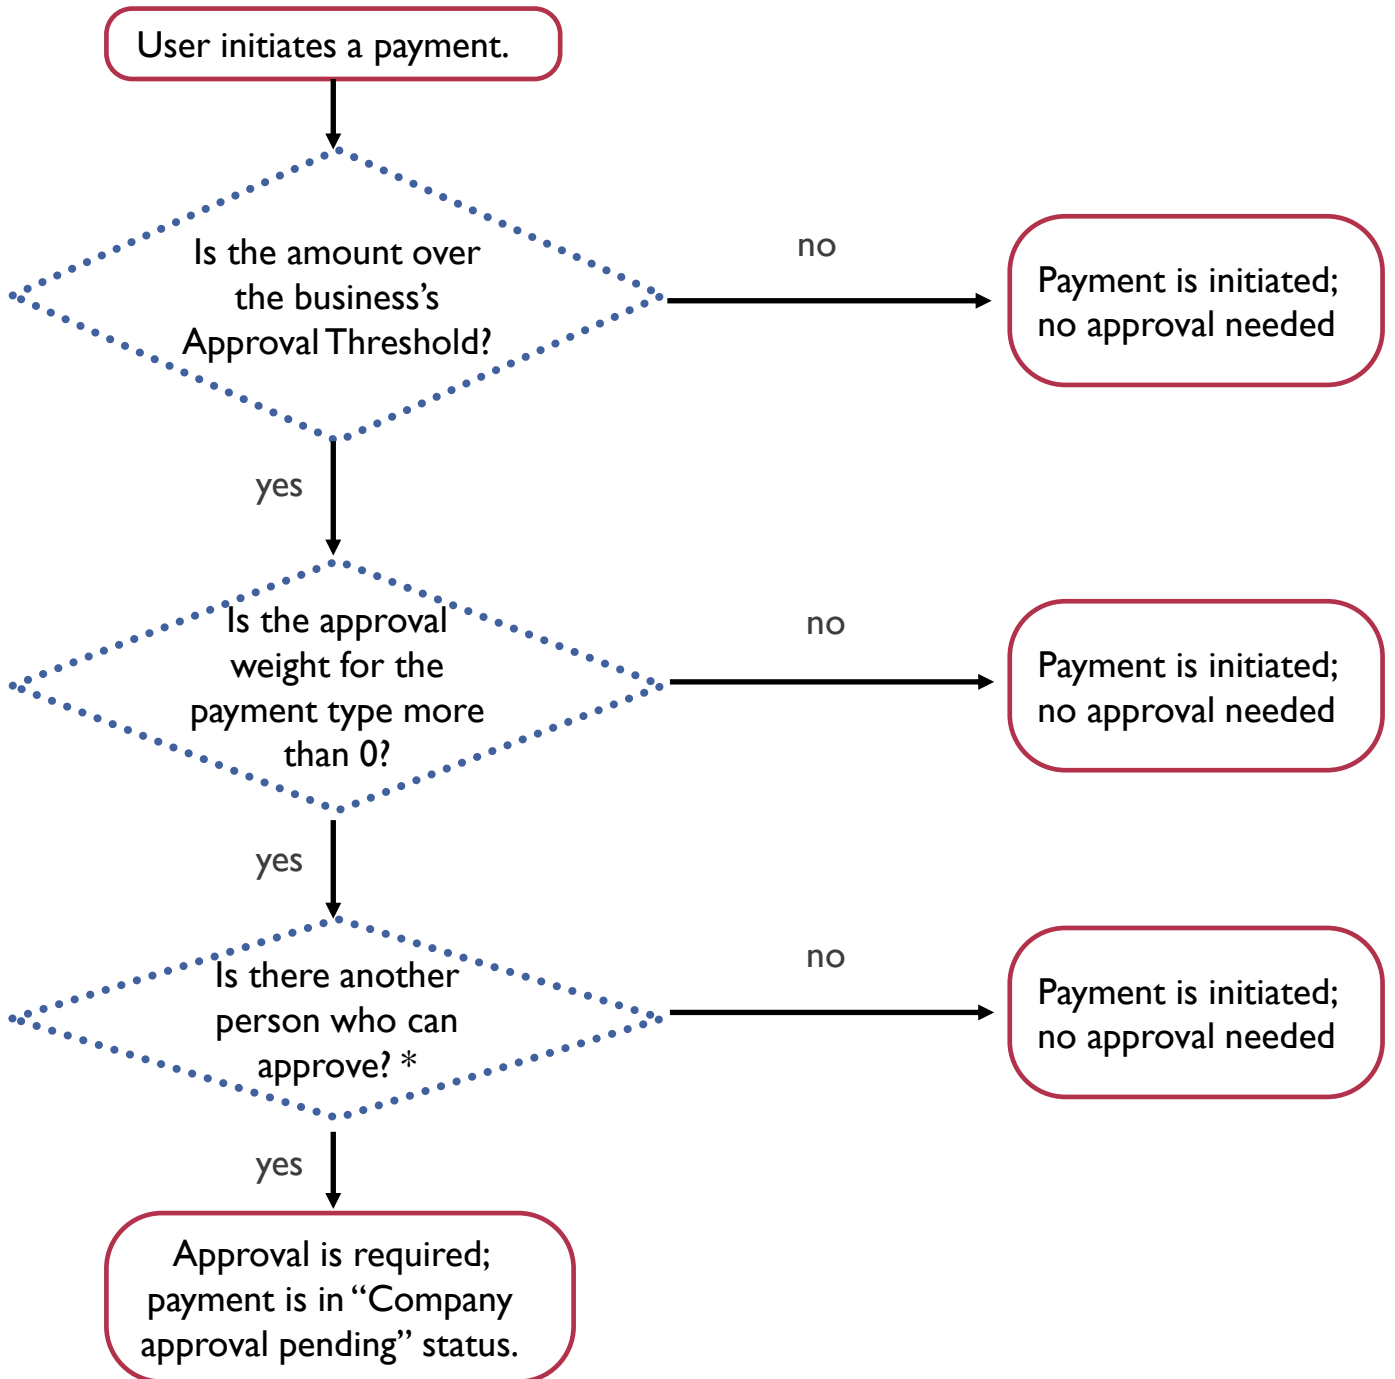 User initiates a payment.
Is the amount over
the business’s
Approval Threshold?
no
Payment is initiated;
no approval needed
yes
Is the approval
weight for the
payment type more
than 0?
no
Payment is initiated;
no approval needed
yes
Is there another
person who can
approve? *
no
Payment is initiated;
no approval needed
yes
Approval is required;
payment is in “Company
approval pending” status.